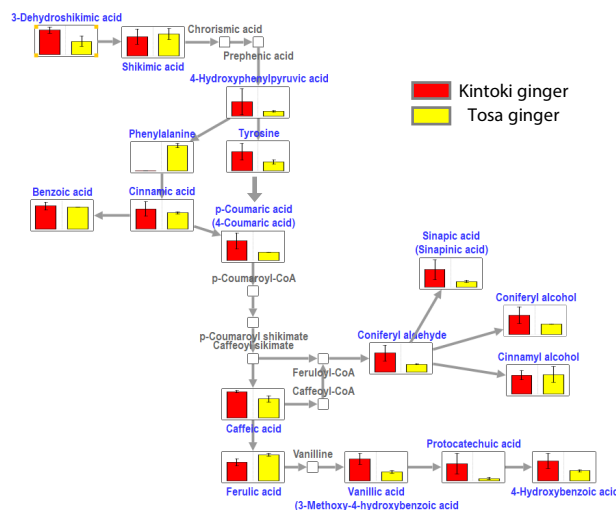 3-Dehydroshikimic acid
Chrorismic acid
Prephenic acid
Shikimic acid
4-Hydroxyphenylpyruvic acid
Kintoki ginger
Tosa ginger
Phenylalanine
Tyrosine
Benzoic acid
Cinnamic acid
p-Coumaric acid
(4-Coumaric acid)
Sinapic acid
(Sinapinic acid)
p-Coumaroyl-CoA
Coniferyl alcohol
p-Coumaroyl shikimate
Caffeoylsikimate
Coniferyl aldehyde
Feruloyl-CoA
Cinnamyl alcohol
Caffeoyl-CoA
Caffeic acid
Vanilline
Protocatechuic acid
Ferulic acid
Vanillic acid
(3-Methoxy-4-hydroxybenzoic acid
4-Hydroxybenzoic acid